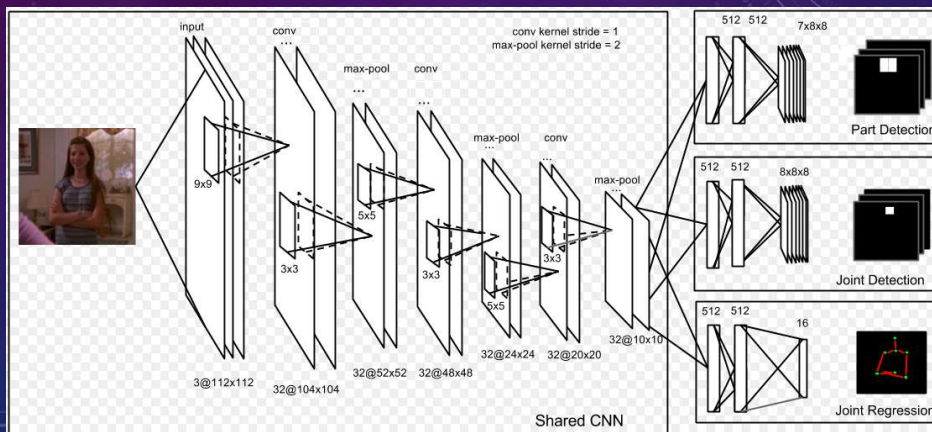 input
conv
...
conv kernel stride = 1
max-pool kernel stride = 2
max-pool
...
conv
...
max-pool
...
conv
...
max-pool
...
9x9
3x3
5x5
3x3
5x5
3x3
3@112x112
32@104x104
32@52x52
32@48x48
32@24x24
32@20x20
32@10x10
Shared CNN
512 512 7x8x8
Part Detection
512 512 8x8x8
Joint Detection
512 512 16
Joint Regression